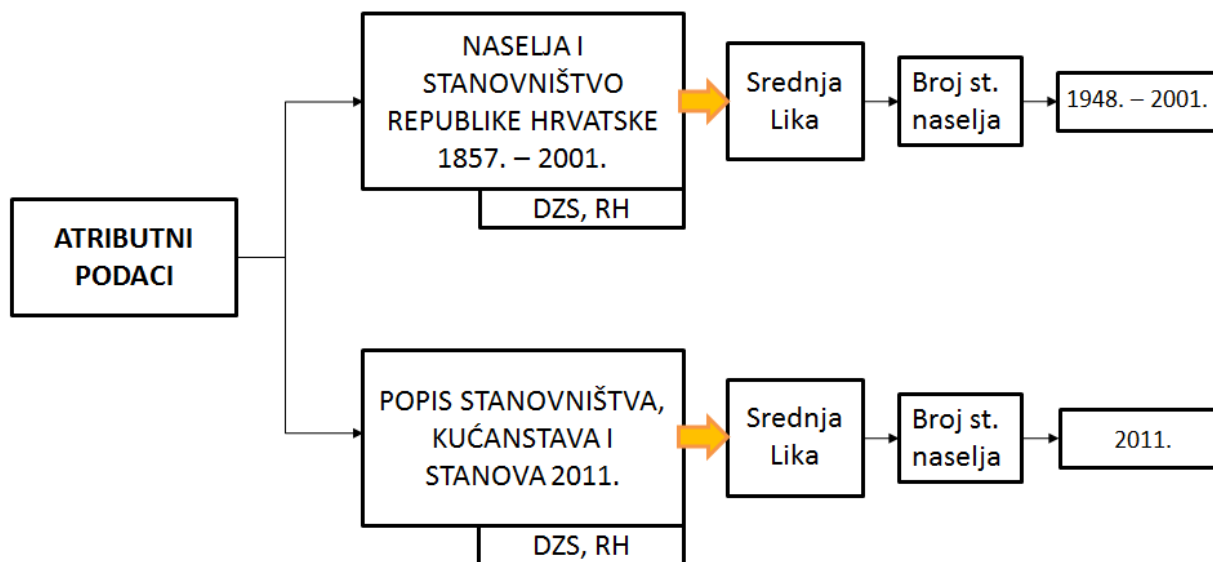 ATRIBUTNI
PODACI
NASELJA I
STANOVNIŠTVO
REPUBLIKE HRVATSKE
1857. – 2001.
DZS, RH
Srednja
Lika
Broj st.
naselja
1948. – 2001.
POPIS STANOVNIŠTVA,
KUĆANSTAVA I
STANOVA 2011.
DZS, RH
Srednja
Lika
Broj st.
naselja
2011.